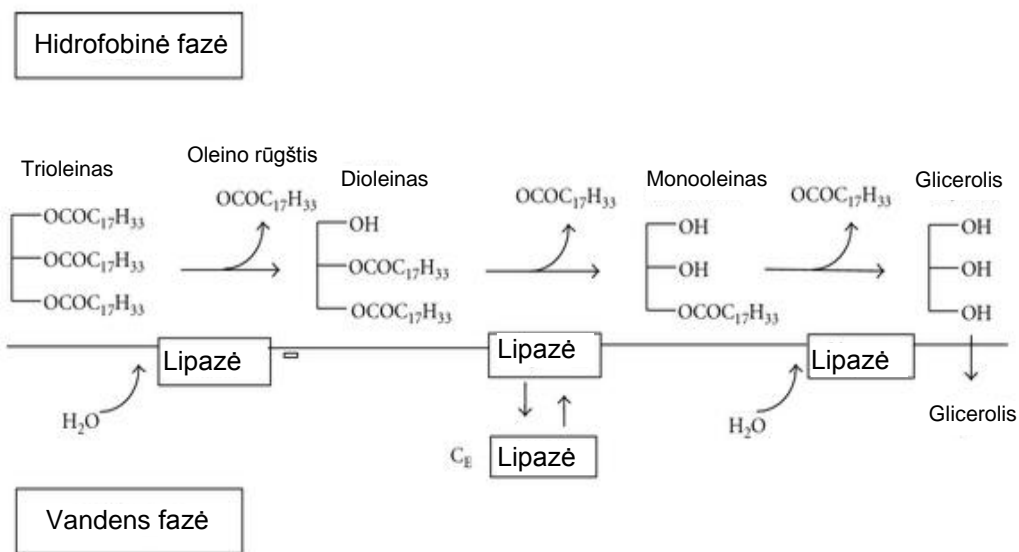 Hidrofobinė fazė
Trioleinas
Oleino rūgštis
Dioleinas
Monooleinas
Glicerolis
OCOC₁₇H₃₃
OCOC₁₇H₃₃
OCOC₁₇H₃₃
OCOC₁₇H₃₃
OCOC₁₇H₃₃
OCOC₁₇H₃₃
OH
OCOC₁₇H₃₃
OCOC₁₇H₃₃
OH
OH
OCOC₁₇H₃₃
OH
OH
OH
Lipazė
Lipazė
Lipazė
H₂O
H₂O
Glicerolis
C_E Lipazė
Vandens fazė